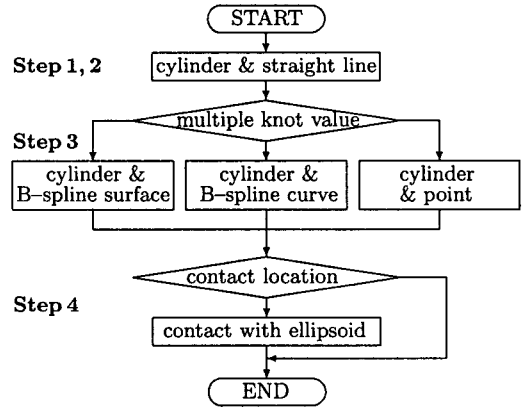 START
Step 1, 2
cylinder & straight line
multiple knot value
Step 3
cylinder &
B–spline surface
cylinder &
B–spline curve
cylinder
& point
contact location
Step 4
contact with ellipsoid
END